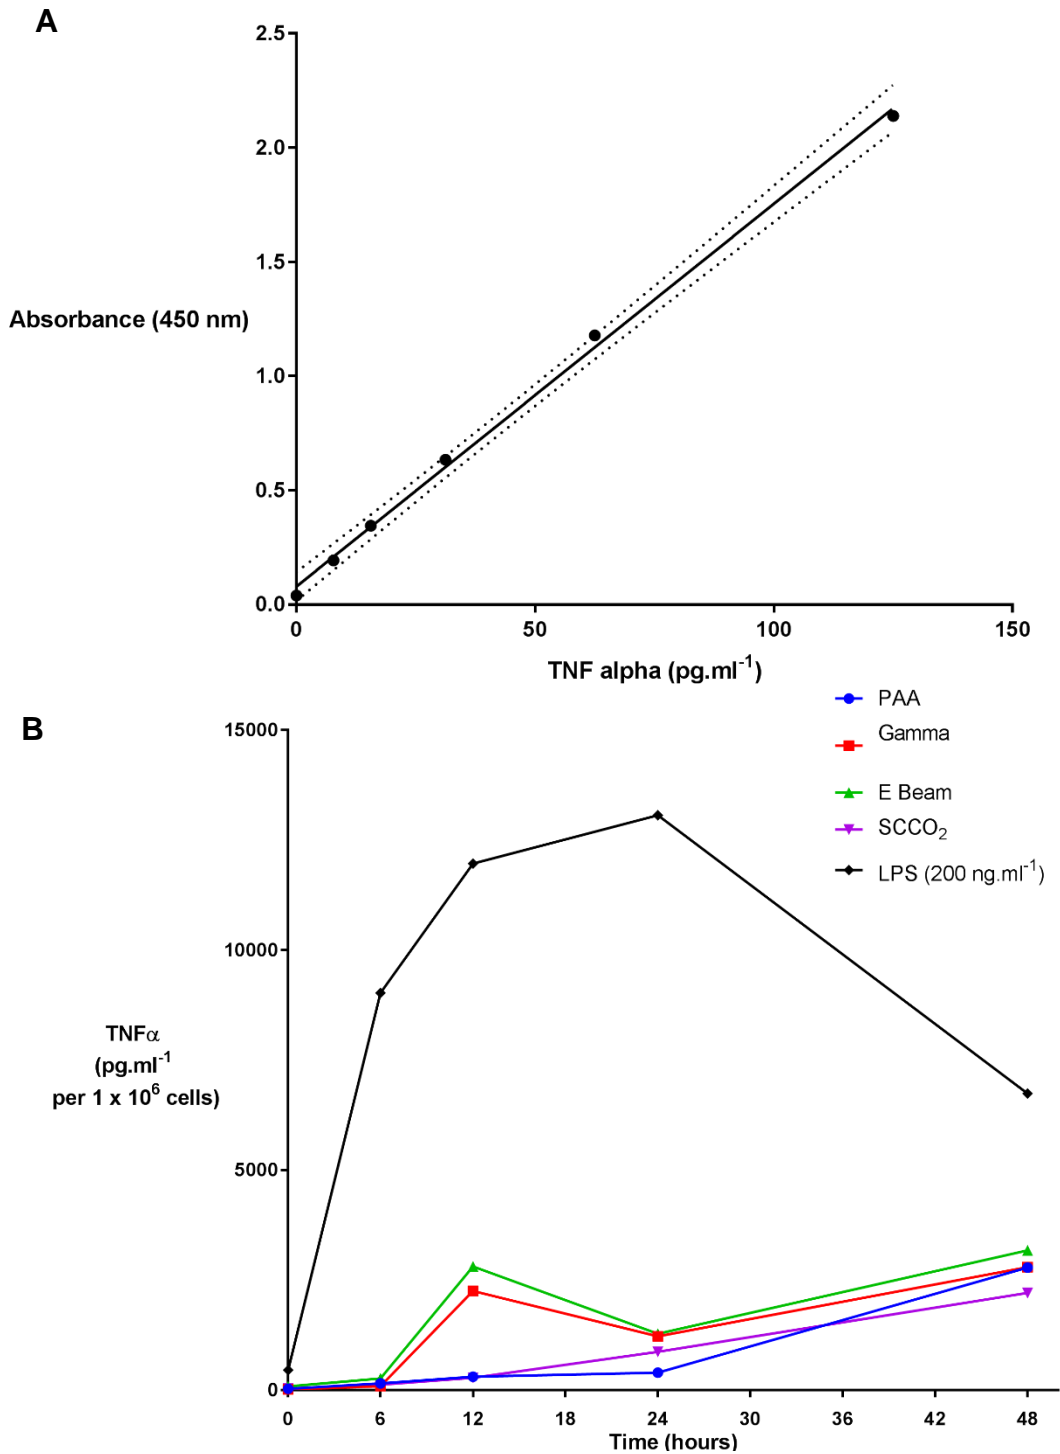 A
2.5
2.0
1.5
Absorbance (450 nm)
1.0
0.5
0.0
0 50 100 150
TNF alpha (pg.ml⁻¹)
B
PAA
Gamma
E Beam
SCCO₂
LPS (200 ng.ml⁻¹)
15000
10000
TNFα
(pg.ml⁻¹
per 1 x 10⁶ cells)
5000
0
0 6 12 18 24 30 36 42 48
Time (hours)